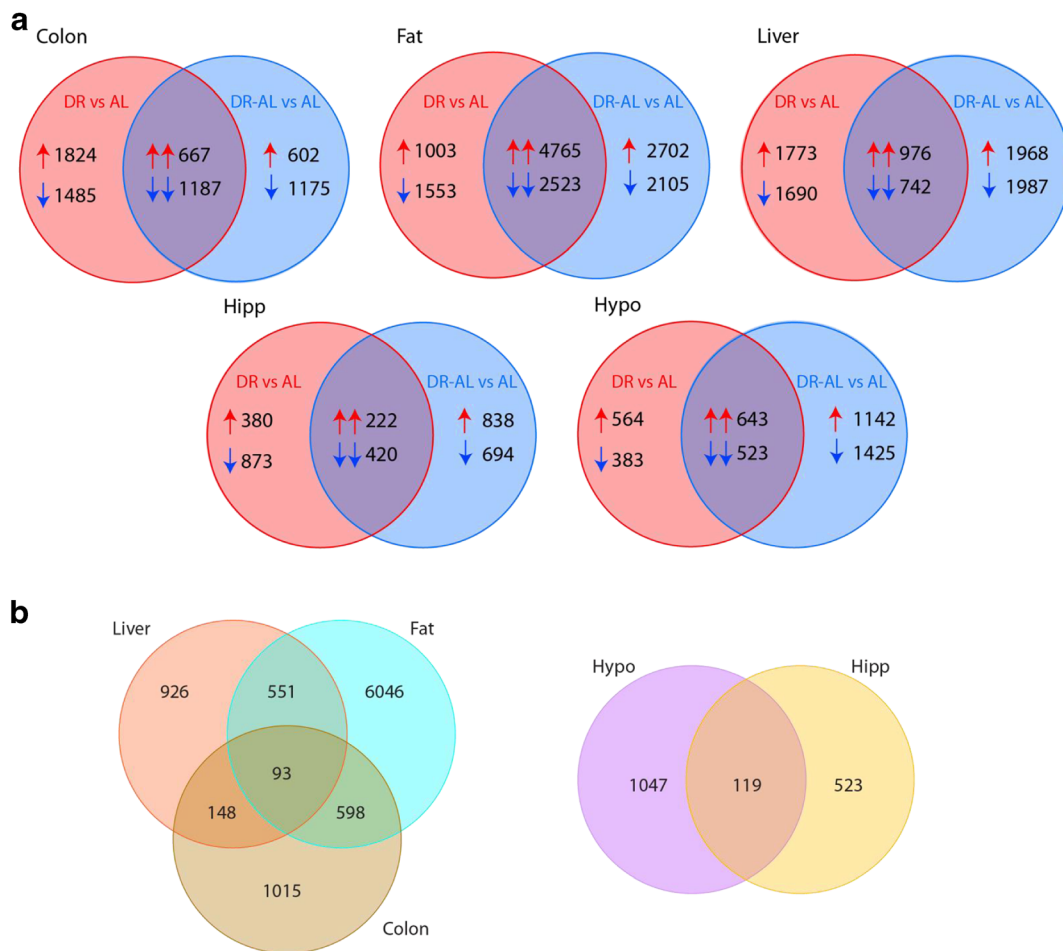 a
Colon
Fat
Liver
DR vs AL
DR-AL vs AL
DR vs AL
DR-AL vs AL
DR vs AL
DR-AL vs AL
↑ 1824
↑↑ 667
↑ 602
↓ 1485
↓↓ 1187
↓ 1175
↑ 1003
↑↑ 4765
↑ 2702
↓ 1553
↓↓ 2523
↓ 2105
↑ 1773
↑↑ 976
↑ 1968
↓ 1690
↓↓ 742
↓ 1987
Hipp
Hypo
DR vs AL
DR-AL vs AL
DR vs AL
DR-AL vs AL
↑ 380
↑↑ 222
↑ 838
↓ 873
↓↓ 420
↓ 694
↑ 564
↑↑ 643
↑ 1142
↓ 383
↓↓ 523
↓ 1425
b
Liver
Fat
926
551
6046
93
148
598
1015
Colon
Hypo
Hipp
1047
119
523